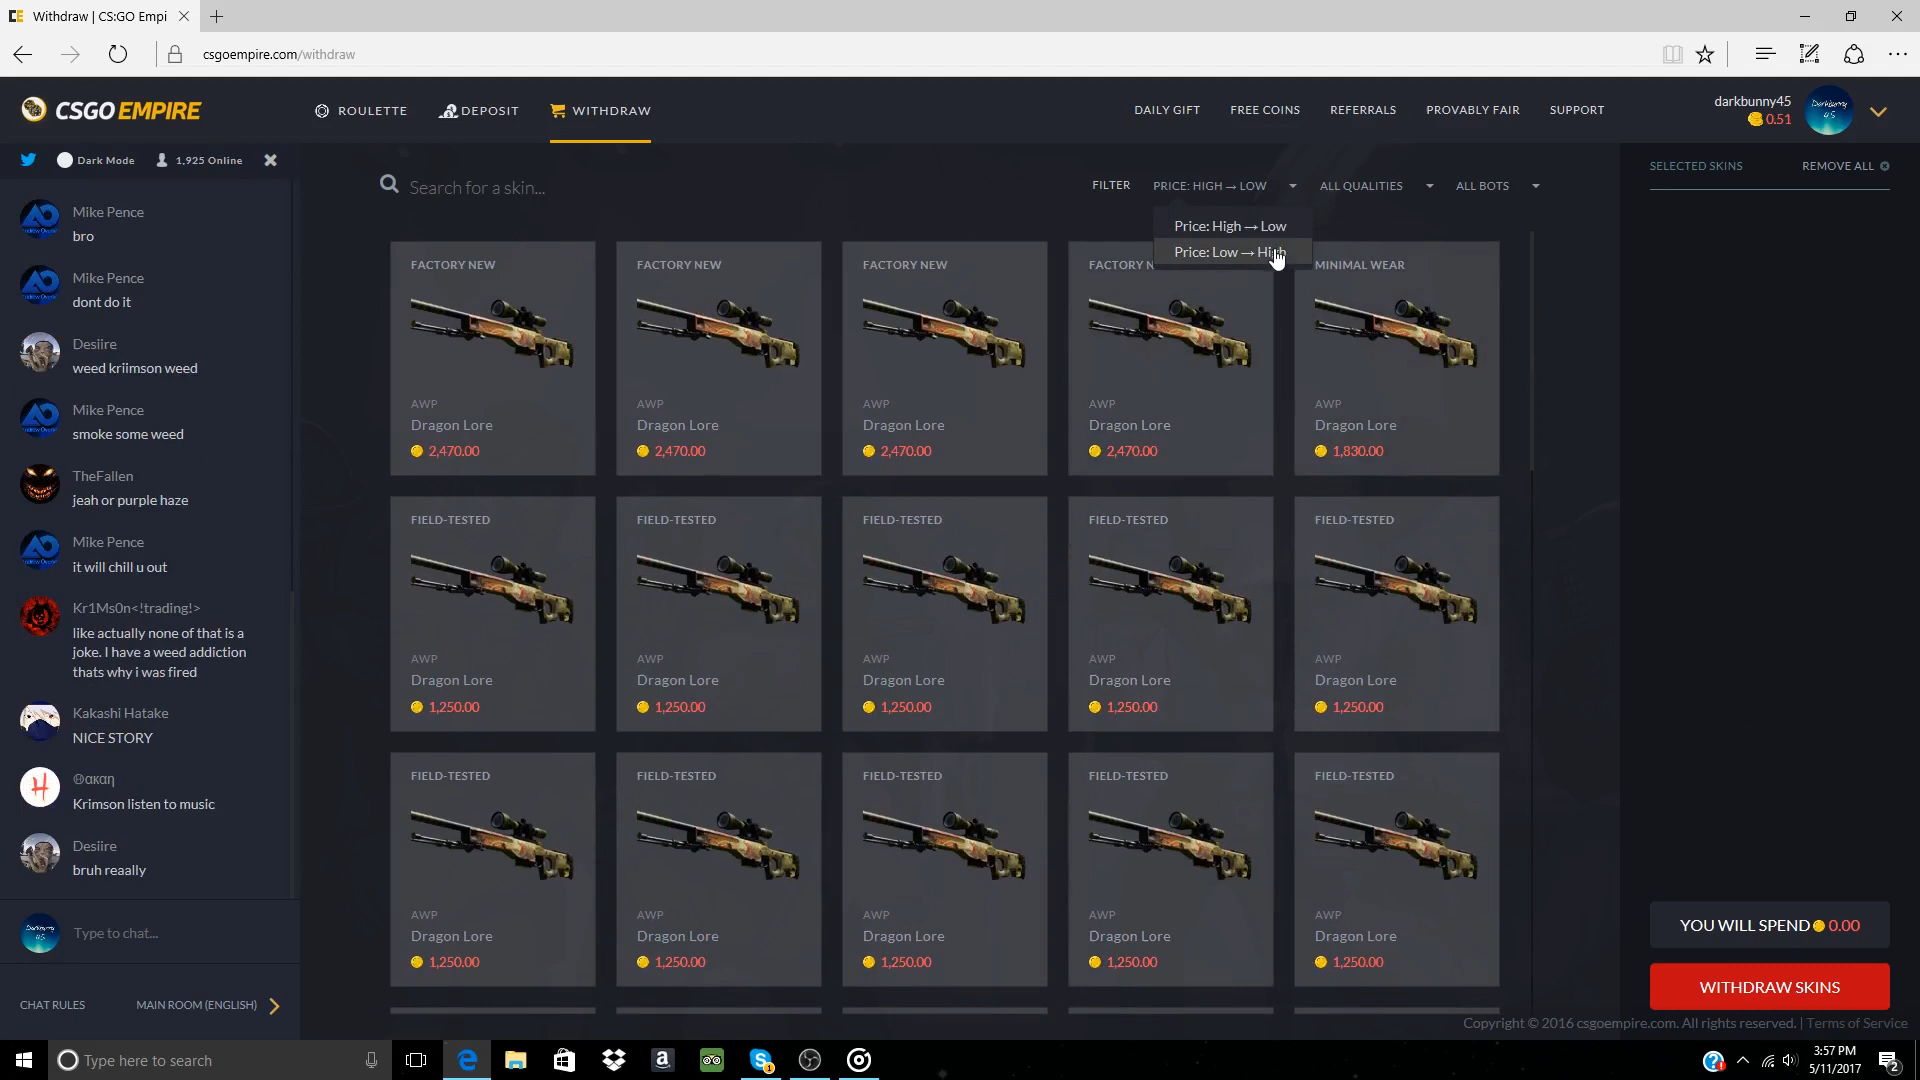 Withdraw | CS:GO Empi
csgoempire.com/withdraw
CSGOEMPIRE
ROULETTE
DEPOSIT
WITHDRAW
DAILY GIFT
FREE COINS
REFERRALS
PROVABLY FAIR
SUPPORT
darkbunny45
0.51
Dark Mode
1,925 Online
Mike Pence
bro
Mike Pence
dont do it
Desiire
weed kriimson weed
Mike Pence
smoke some weed
TheFallen
jeah or purple haze
Mike Pence
it will chill u out
Kr1Ms0n<!trading!>
like actually none of that is a
joke. I have a weed addiction
thats why i was fired
Kakashi Hatake
NICE STORY
Krimson listen to music
Desiire
bruh reaally
Type to chat...
CHAT RULES
MAIN ROOM (ENGLISH)
Search for a skin...
FILTER
PRICE: HIGH → LOW
ALL QUALITIES
ALL BOTS
Price: High → Low
Price: Low → High
FACTORY NEW
AWP
Dragon Lore
2,470.00
FACTORY NEW
AWP
Dragon Lore
2,470.00
FACTORY NEW
AWP
Dragon Lore
2,470.00
FACTORY N
AWP
Dragon Lore
2,470.00
MINIMAL WEAR
AWP
Dragon Lore
1,830.00
FIELD-TESTED
AWP
Dragon Lore
1,250.00
FIELD-TESTED
AWP
Dragon Lore
1,250.00
FIELD-TESTED
AWP
Dragon Lore
1,250.00
FIELD-TESTED
AWP
Dragon Lore
1,250.00
FIELD-TESTED
AWP
Dragon Lore
1,250.00
FIELD-TESTED
AWP
Dragon Lore
1,250.00
FIELD-TESTED
AWP
Dragon Lore
1,250.00
FIELD-TESTED
AWP
Dragon Lore
1,250.00
FIELD-TESTED
AWP
Dragon Lore
1,250.00
FIELD-TESTED
AWP
Dragon Lore
1,250.00
SELECTED SKINS
REMOVE ALL
YOU WILL SPEND 0.00
WITHDRAW SKINS
Copyright © 2016 csgoempire.com. All rights reserved. | Terms of Service
Type here to search
3:57 PM
5/11/2017
2